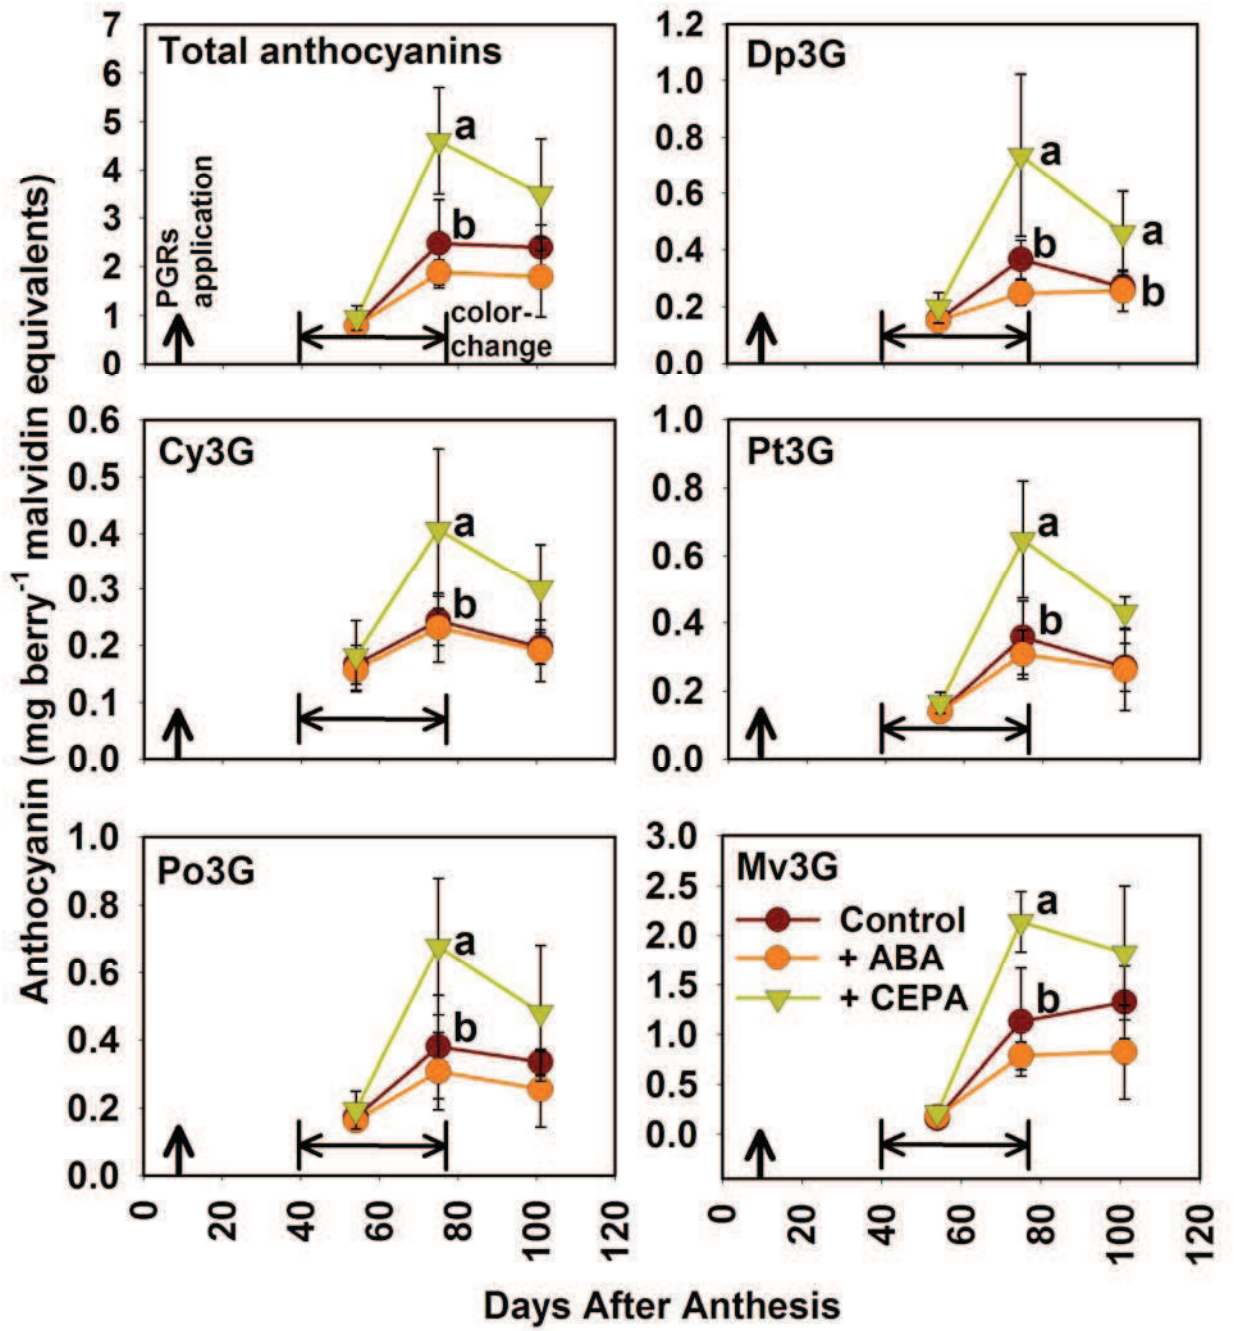 Anthocyanin (mg berry-1 malvidin equivalents)
7
6
5
4
3
2
1
0
Total anthocyanins
PGRs
application
a
b
color-
change
1.2
1.0
0.8
0.6
0.4
0.2
0.0
Dp3G
a
b
a
b
0.6
0.5
0.4
0.3
0.2
0.1
0.0
Cy3G
a
b
1.0
0.8
0.6
0.4
0.2
0.0
Pt3G
a
b
1.0
0.8
0.6
0.4
0.2
0.0
Po3G
a
b
0 20 40 60 80 100 120
3.0
2.5
2.0
1.5
1.0
0.5
0.0
Mv3G
Control
+ ABA
+ CEPA
a
b
0 20 40 60 80 100 120
Days After Anthesis